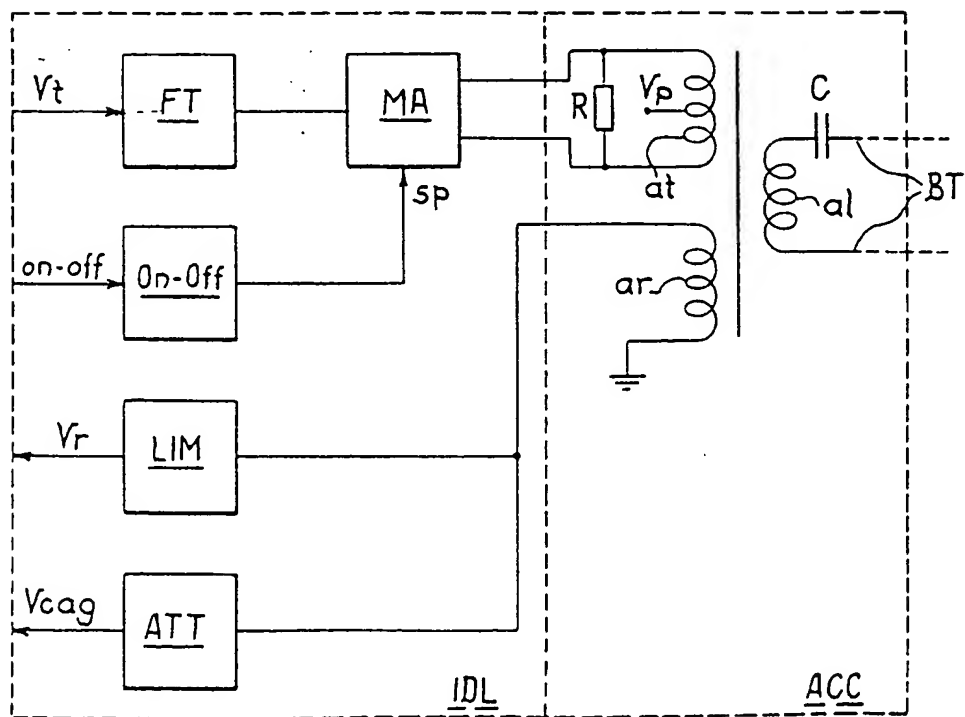 Vt
FT
MA
R
Vp
at
C
al
BT
sp
on-off
On-Off
ar
Vr
LIM
Vcag
ATT
IDL
ACC